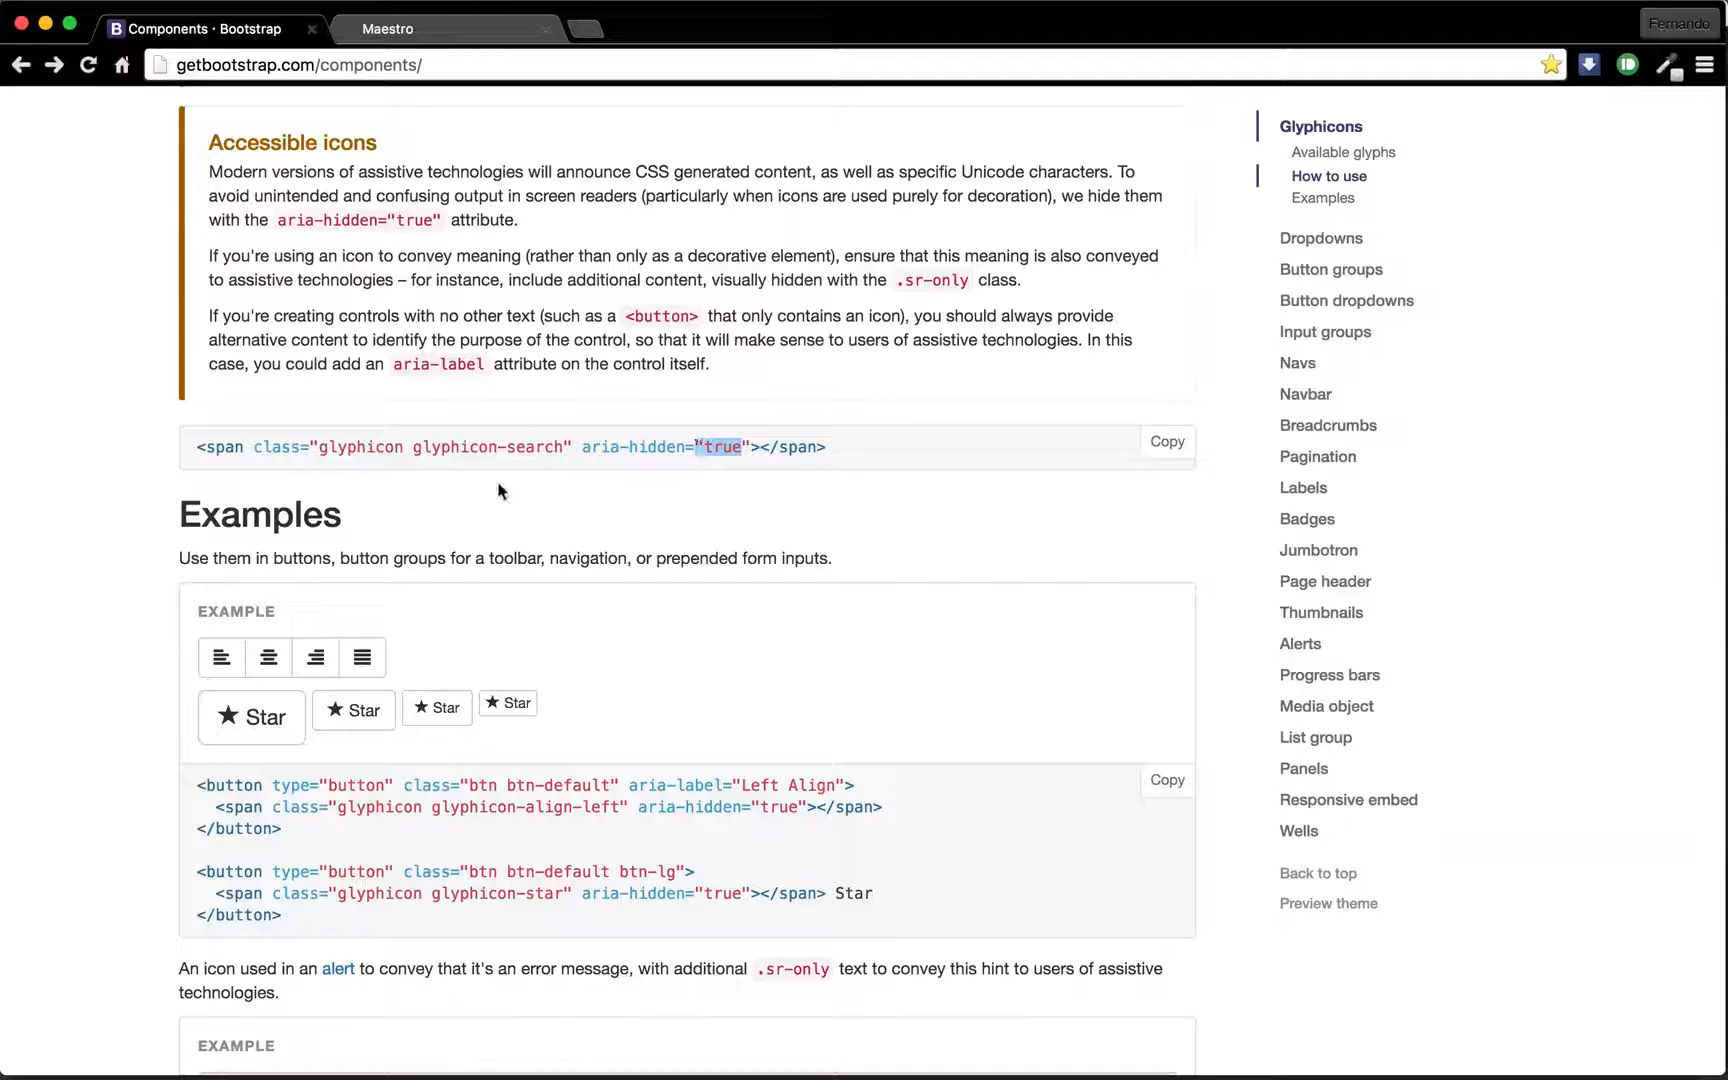 Components · Bootstrap
Maestro
Fernando
getbootstrap.com/components/
Accessible icons
Modern versions of assistive technologies will announce CSS generated content, as well as specific Unicode characters. To
avoid unintended and confusing output in screen readers (particularly when icons are used purely for decoration), we hide them
with the aria-hidden="true" attribute.
If you're using an icon to convey meaning (rather than only as a decorative element), ensure that this meaning is also conveyed
to assistive technologies – for instance, include additional content, visually hidden with the .sr-only class.
If you're creating controls with no other text (such as a <button> that only contains an icon), you should always provide
alternative content to identify the purpose of the control, so that it will make sense to users of assistive technologies. In this
case, you could add an aria-label attribute on the control itself.
<span class="glyphicon glyphicon-search" aria-hidden="true"></span>
Copy
Examples
Use them in buttons, button groups for a toolbar, navigation, or prepended form inputs.
EXAMPLE
Star
Star
Star
Star
<button type="button" class="btn btn-default" aria-label="Left Align">
<span class="glyphicon glyphicon-align-left" aria-hidden="true"></span>
</button>
<button type="button" class="btn btn-default btn-lg">
<span class="glyphicon glyphicon-star" aria-hidden="true"></span> Star
</button>
Copy
An icon used in an alert to convey that it's an error message, with additional .sr-only text to convey this hint to users of assistive
technologies.
EXAMPLE
Glyphicons
Available glyphs
How to use
Examples
Dropdowns
Button groups
Button dropdowns
Input groups
Navs
Navbar
Breadcrumbs
Pagination
Labels
Badges
Jumbotron
Page header
Thumbnails
Alerts
Progress bars
Media object
List group
Panels
Responsive embed
Wells
Back to top
Preview theme